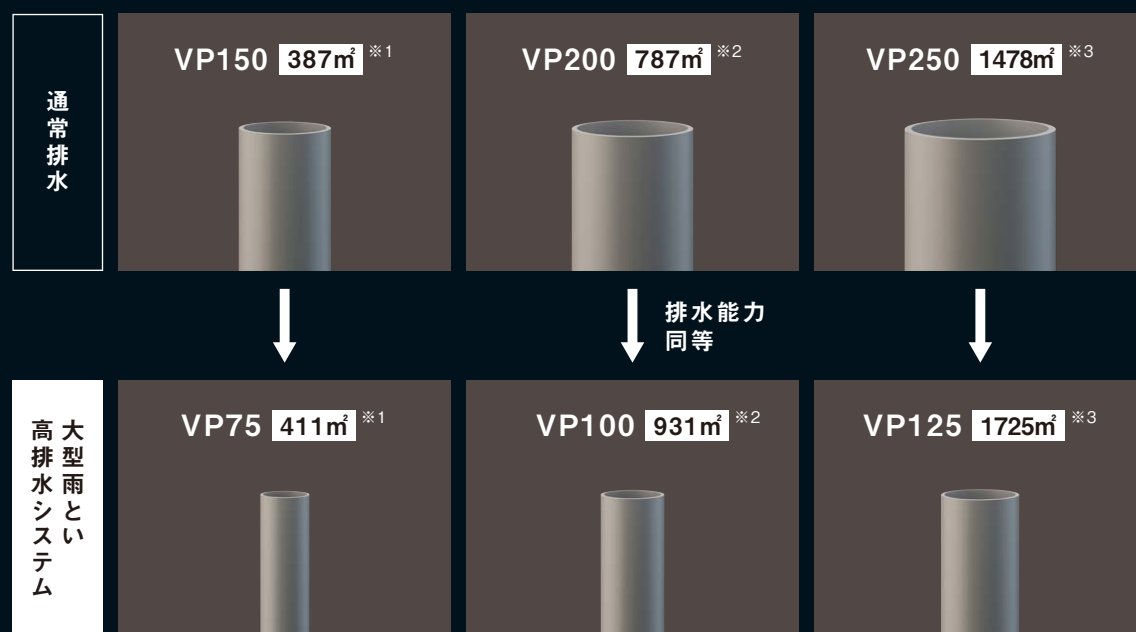 通常排水
VP150 387㎡ ※1
VP200 787㎡ ※2
VP250 1478㎡ ※3
排水能力
同等
大型雨とい
高排水システム
VP75 411㎡ ※1
VP100 931㎡ ※2
VP125 1725㎡ ※3